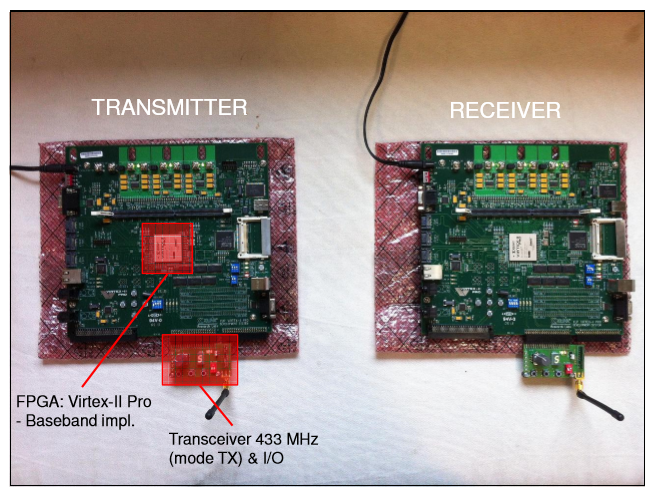 TRANSMITTER
RECEIVER
FPGA: Virtex-II Pro
- Baseband impl.
Transceiver 433 MHz
(mode TX) & I/O